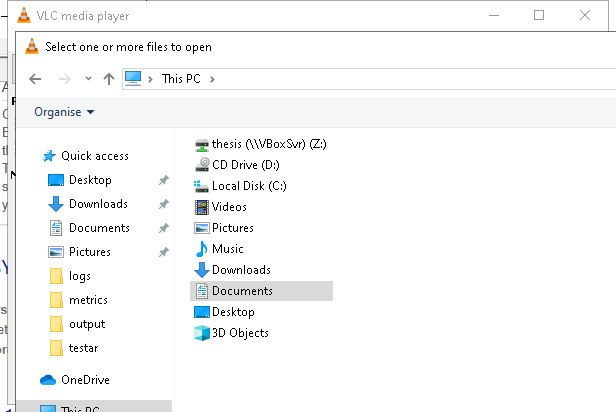 VLC media player
Select one or more files to open
This PC
Organise
Quick access
Desktop
Downloads
Documents
Pictures
logs
metrics
output
testar
OneDrive
This PC
thesis (\\VBoxSvr) (Z:)
CD Drive (D:)
Local Disk (C:)
Videos
Pictures
Music
Downloads
Documents
Desktop
3D Objects